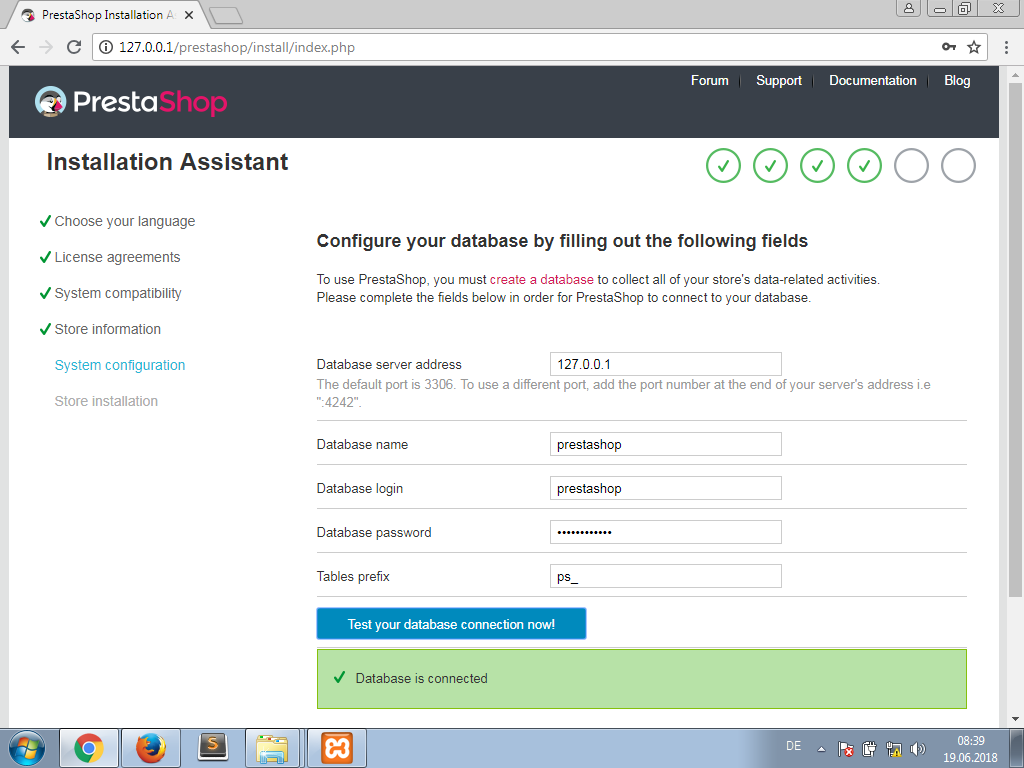 PrestaShop Installation A
127.0.0.1/prestashop/install/index.php
Forum Support Documentation Blog
PrestaShop
Installation Assistant
Choose your language
License agreements
System compatibility
Store information
System configuration
Store installation
Configure your database by filling out the following fields
To use PrestaShop, you must create a database to collect all of your store's data-related activities.
Please complete the fields below in order for PrestaShop to connect to your database.
Database server address 127.0.0.1
The default port is 3306. To use a different port, add the port number at the end of your server's address i.e
":4242".
Database name prestashop
Database login prestashop
Database password ••••••••••••
Tables prefix ps_
Test your database connection now!
Database is connected
DE 08:39
19.06.2018